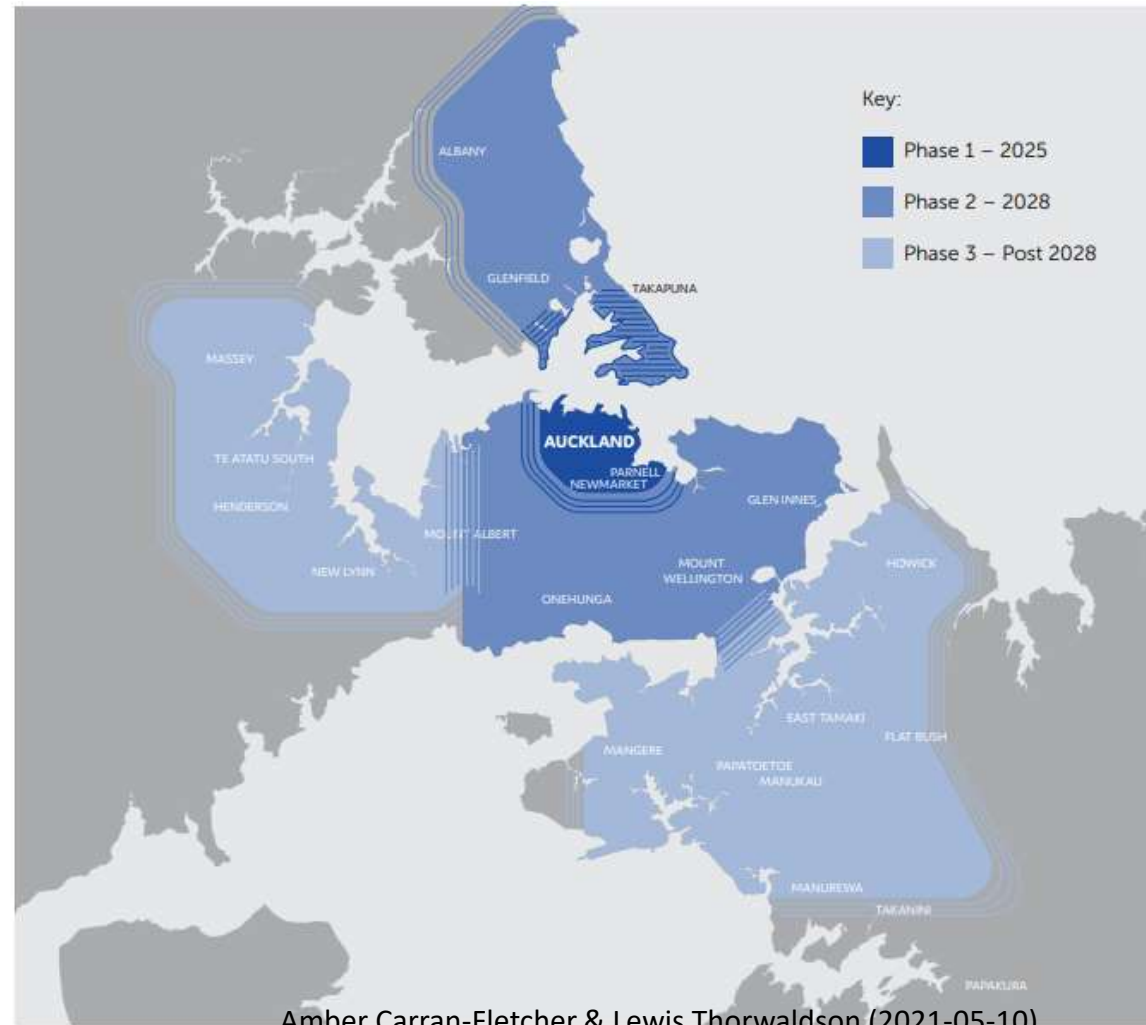 Key:
Phase 1 – 2025
Phase 2 – 2028
Phase 3 – Post 2028
ALBANY
GLENFIELD
TAKAPUNA
MASSEY
AUCKLAND
PARNELL
NEWMARKET
TE ATATU SOUTH
HENDERSON
GLEN INNES
MOUNT ALBERT
NEW LYNN
MOUNT
WELLINGTON
HOWICK
ONEHUNGA
EAST TAMAKI
FLAT BUSH
MANGERE
PAPATOETOE
MANUKAU
MANUREWA
TAKANINI
PAPAKURA
Amber Carran-Fletcher & Lewis Thorwaldson (2021-05-10)